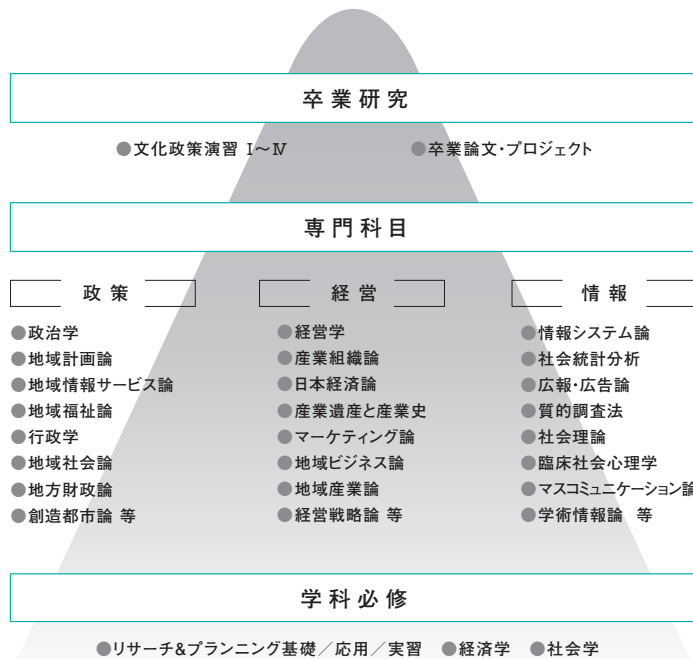 卒業研究
●文化政策演習 Ⅰ〜Ⅳ ●卒業論文・プロジェクト
専門科目
政策
●政治学
●地域計画論
●地域情報サービス論
●地域福祉論
●行政学
●地域社会論
●地方財政論
●創造都市論 等
経営
●経営学
●産業組織論
●日本経済論
●産業遺産と産業史
●マーケティング論
●地域ビジネス論
●地域産業論
●経営戦略論 等
情報
●情報システム論
●社会統計分析
●広報・広告論
●質的調査法
●社会理論
●臨床社会心理学
●マスコミュニケーション論
●学術情報論 等
学科必修
●リサーチ&プランニング基礎／応用／実習 ●経済学 ●社会学